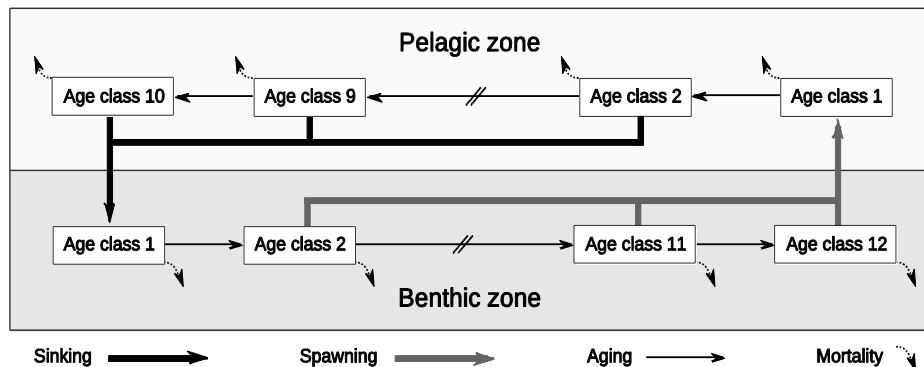 Pelagic zone
Age class 10
Age class 9
Age class 2
Age class 1
Age class 1
Age class 2
Age class 11
Age class 12
Benthic zone
Sinking
Spawning
Aging
Mortality